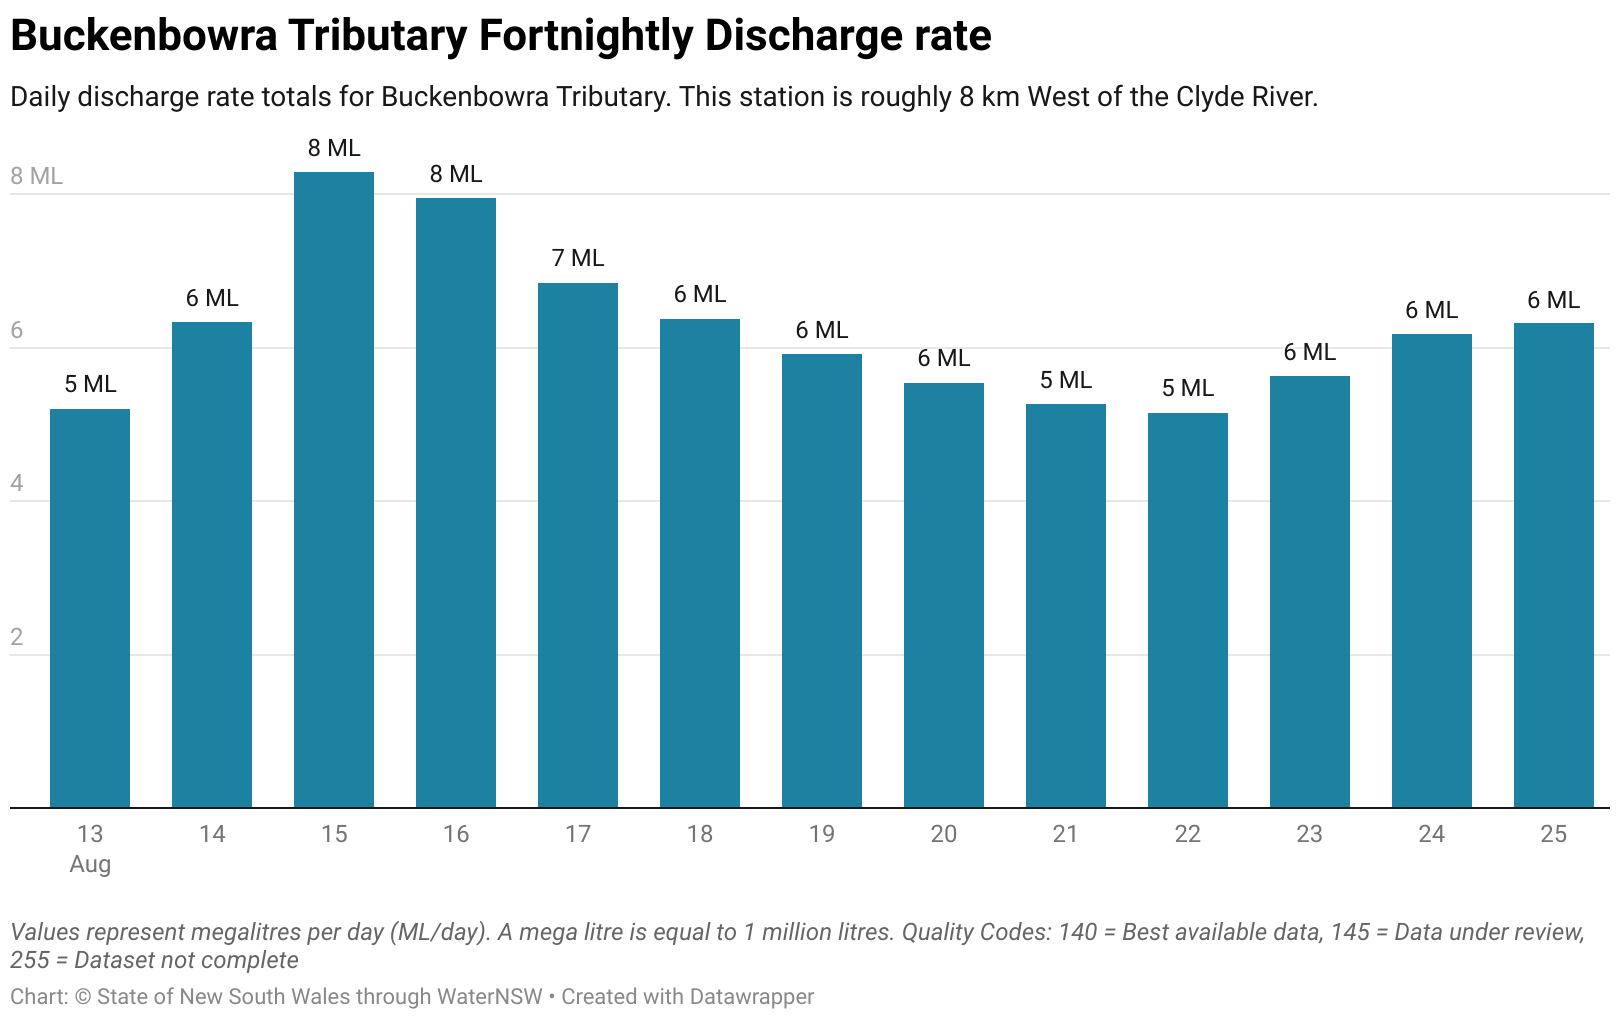 Buckenbowra Tributary Fortnightly Discharge rate
Daily discharge rate totals for Buckenbowra Tributary. This station is roughly 8 km West of the Clyde River.
8 ML
6
4
2
5 ML
6 ML
8 ML
8 ML
7 ML
6 ML
6 ML
6 ML
5 ML
5 ML
6 ML
6 ML
6 ML
13
Aug
14
15
16
17
18
19
20
21
22
23
24
25
Values represent megalitres per day (ML/day). A mega litre is equal to 1 million litres. Quality Codes: 140 = Best available data, 145 = Data under review,
255 = Dataset not complete
Chart: © State of New South Wales through WaterNSW • Created with Datawrapper